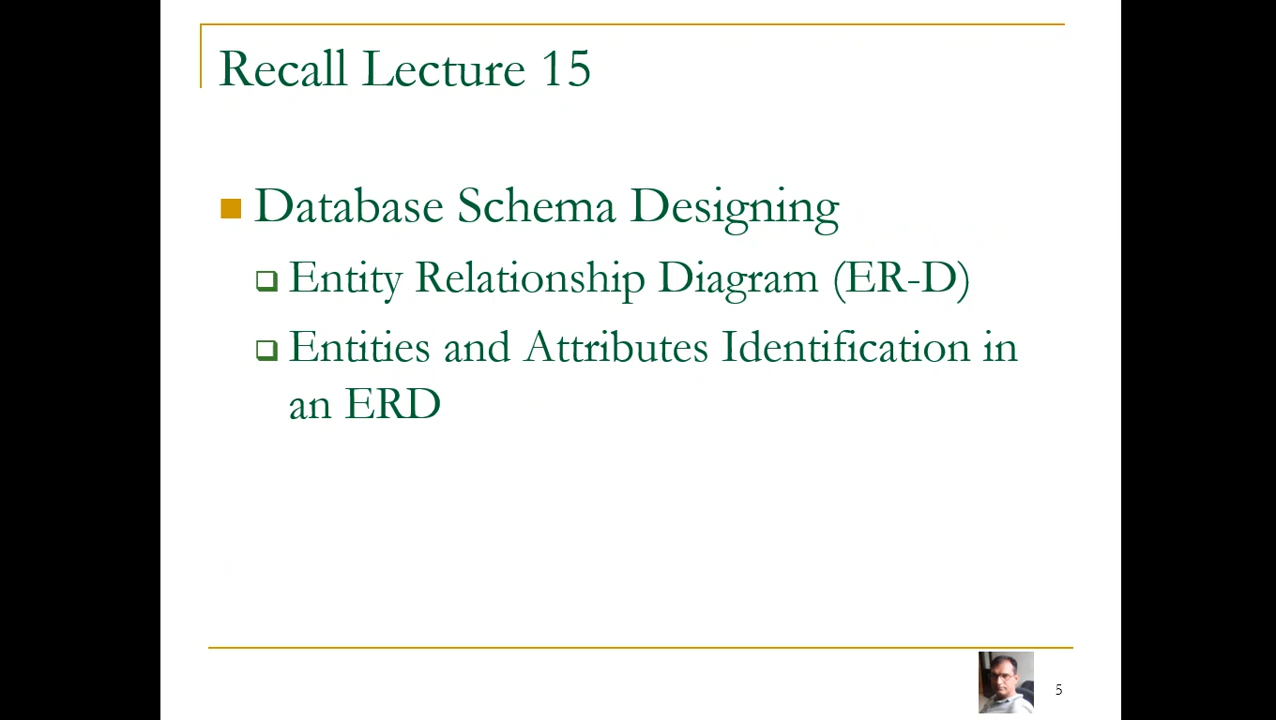 Recall Lecture 15
Database Schema Designing
Entity Relationship Diagram (ER-D)
Entities and Attributes Identification in
an ERD
5